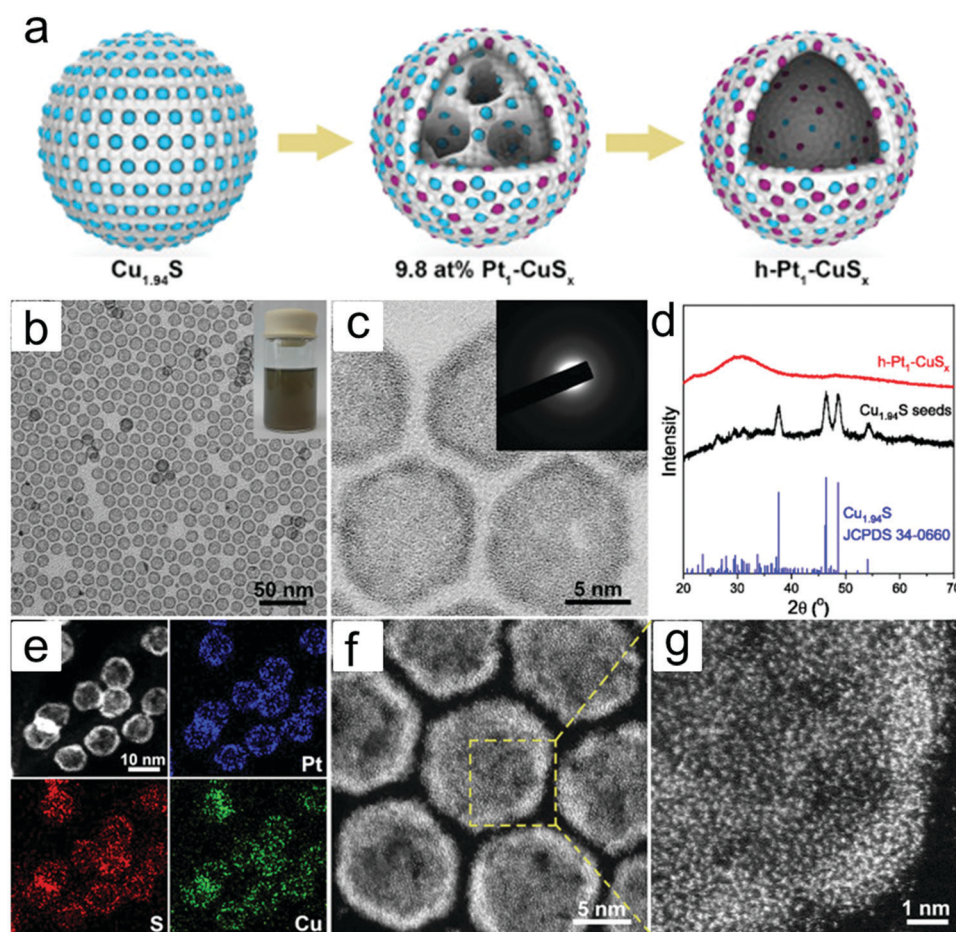 a
Cu₁.₉₄S
9.8 at% Pt₁-CuSₓ
h-Pt₁-CuSₓ
b
50 nm
c
5 nm
d
h-Pt₁-CuSₓ
Cu₁.₉₄S seeds
Cu₁.₉₄S
JCPDS 34-0660
Intensity
20 30 40 50 60 70
2θ (°)
e
10 nm
Pt
S
Cu
f
5 nm
g
1 nm